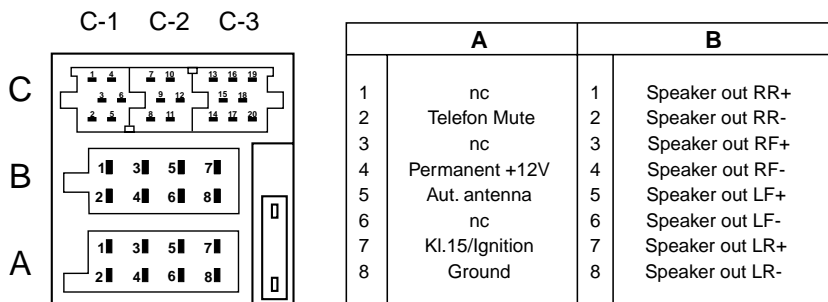 C-1 C-2 C-3
C
1 4 7 10 13 16 19
3 6 9 12 15 18
2 5 8 11 14 17 20
B
1 3 5 7
2 4 6 8
A
1 3 5 7
2 4 6 8
A B
1 nc 1 Speaker out RR+
2 Telefon Mute 2 Speaker out RR-
3 nc 3 Speaker out RF+
4 Permanent +12V 4 Speaker out RF-
5 Aut. antenna 5 Speaker out LF+
6 nc 6 Speaker out LF-
7 Kl.15/Ignition 7 Speaker out LR+
8 Ground 8 Speaker out LR-